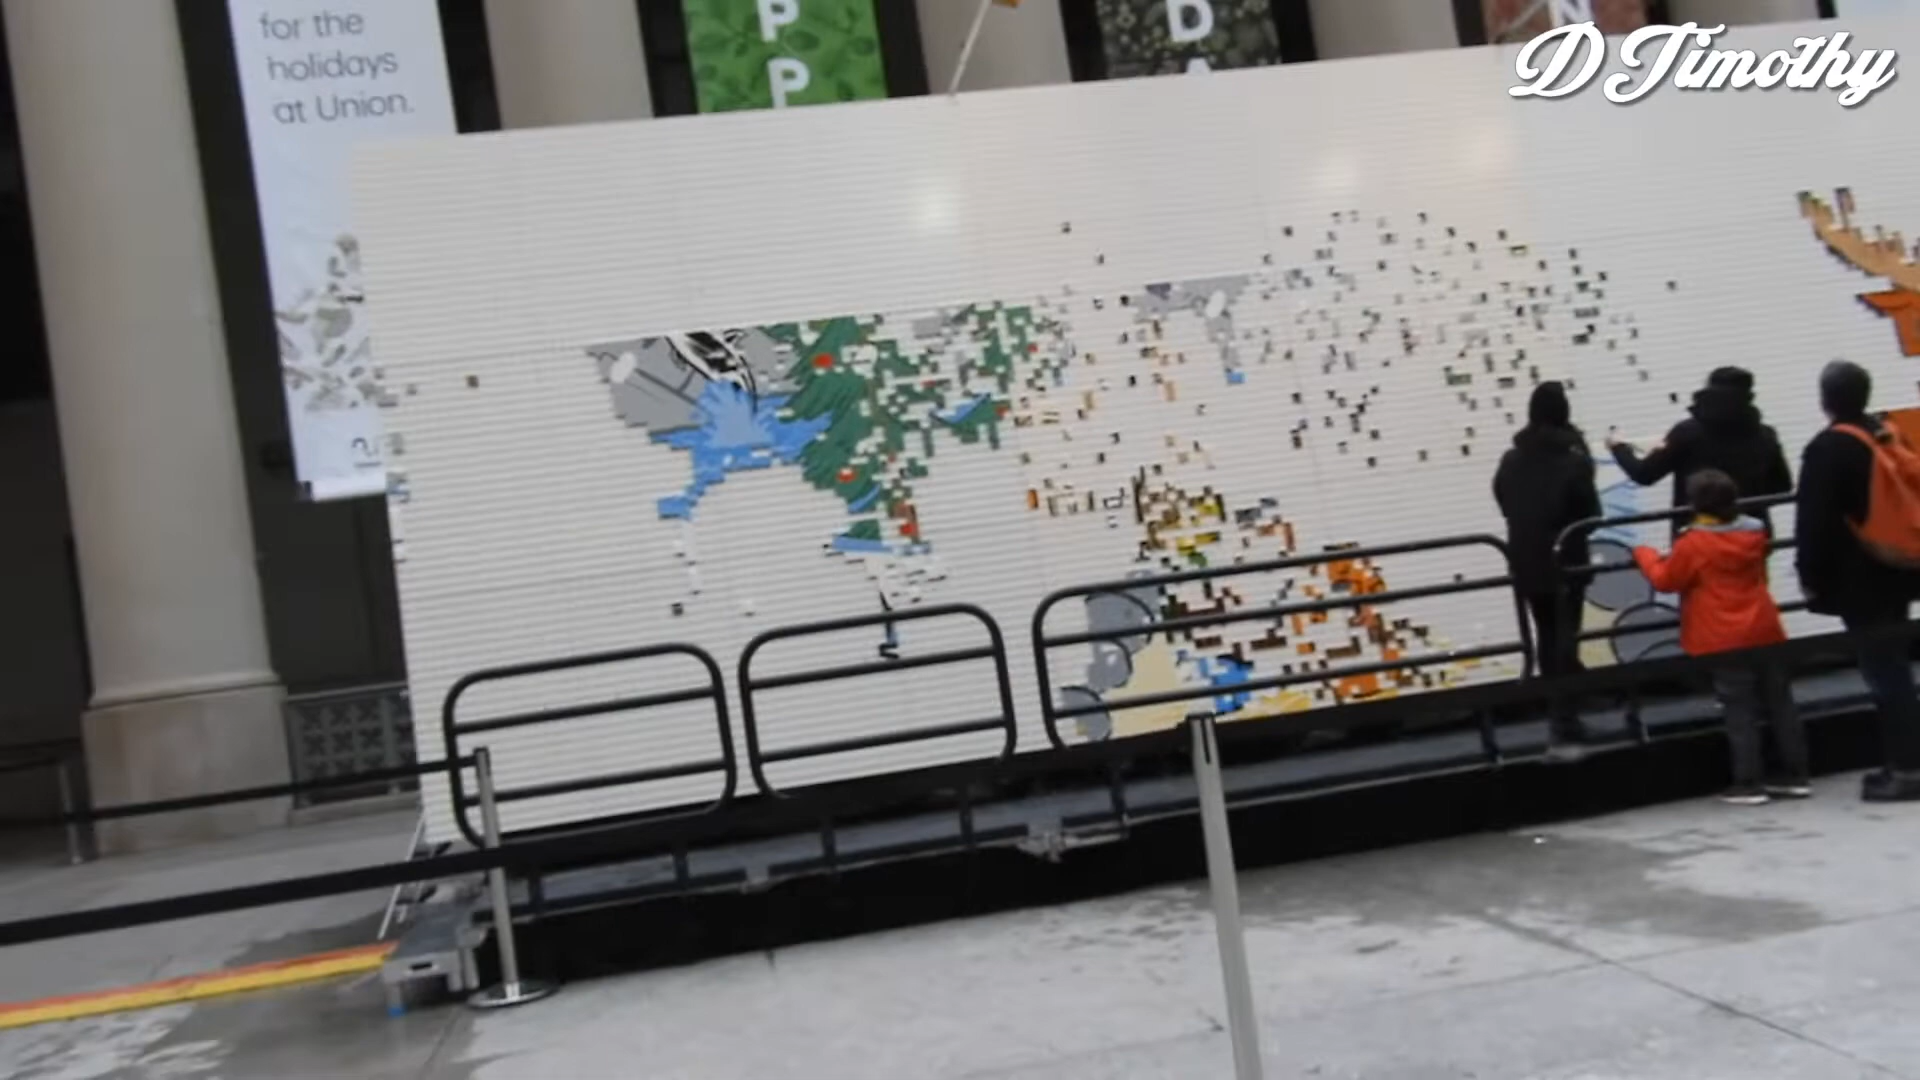 for the
holidays
at Union.
P
P
D
A
N
D Timothy